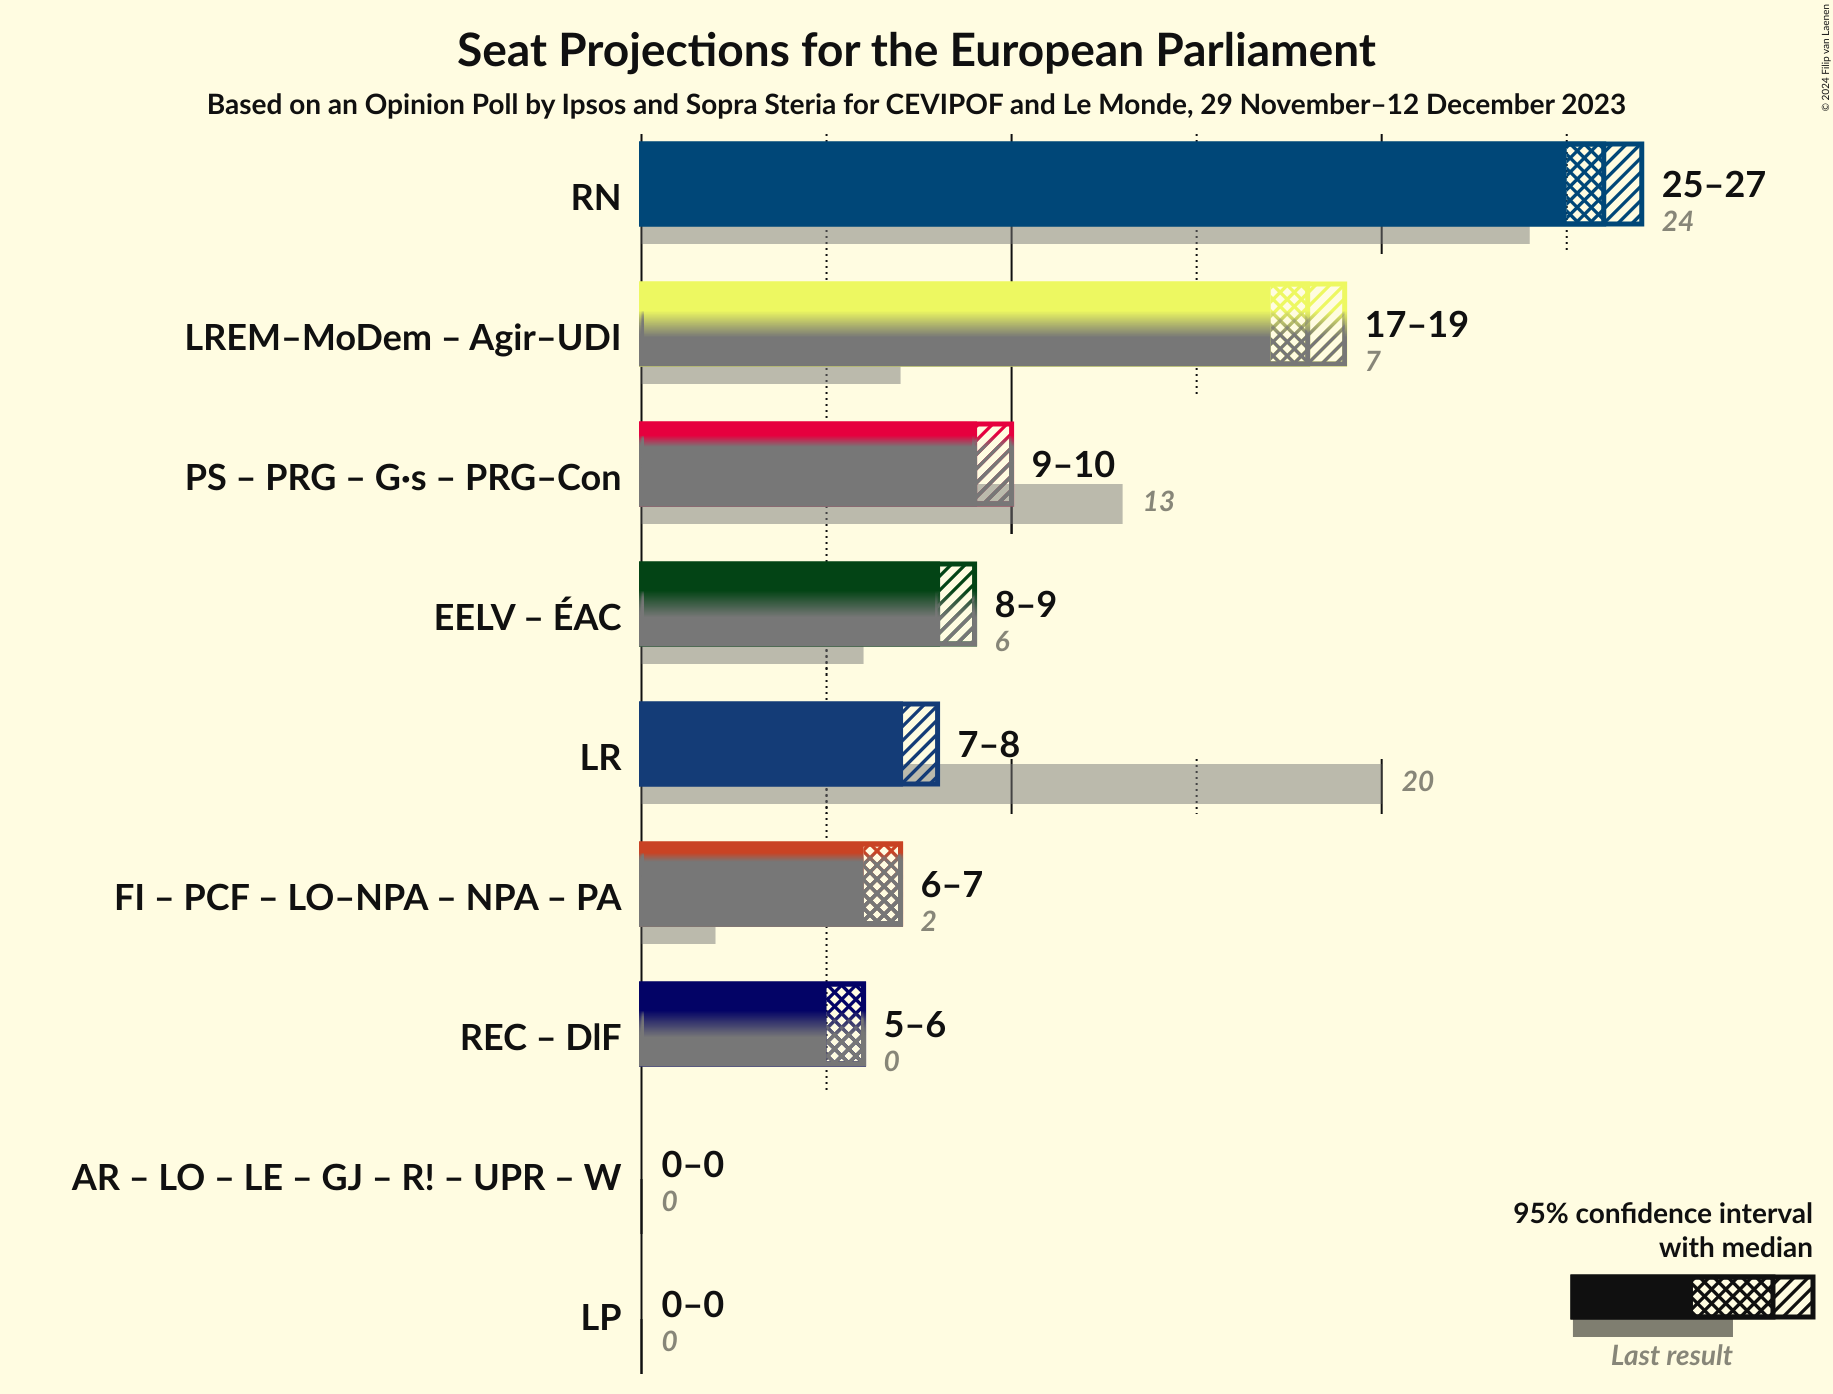 Seat Projections for the European Parliament
Based on an Opinion Poll by Ipsos and Sopra Steria for CEVIPOF and Le Monde, 29 November–12 December 2023
© 2024 Filip van Laenen
RN
25–27
24
LREM–MoDem – Agir–UDI
17–19
7
PS – PRG – G·s – PRG–Con
9–10
13
EELV – ÉAC
8–9
6
LR
7–8
20
FI – PCF – LO–NPA – NPA – PA
6–7
2
REC – DlF
5–6
0
AR – LO – LE – GJ – R! – UPR – W
0–0
0
LP
0–0
0
95% confidence interval
with median
Last result